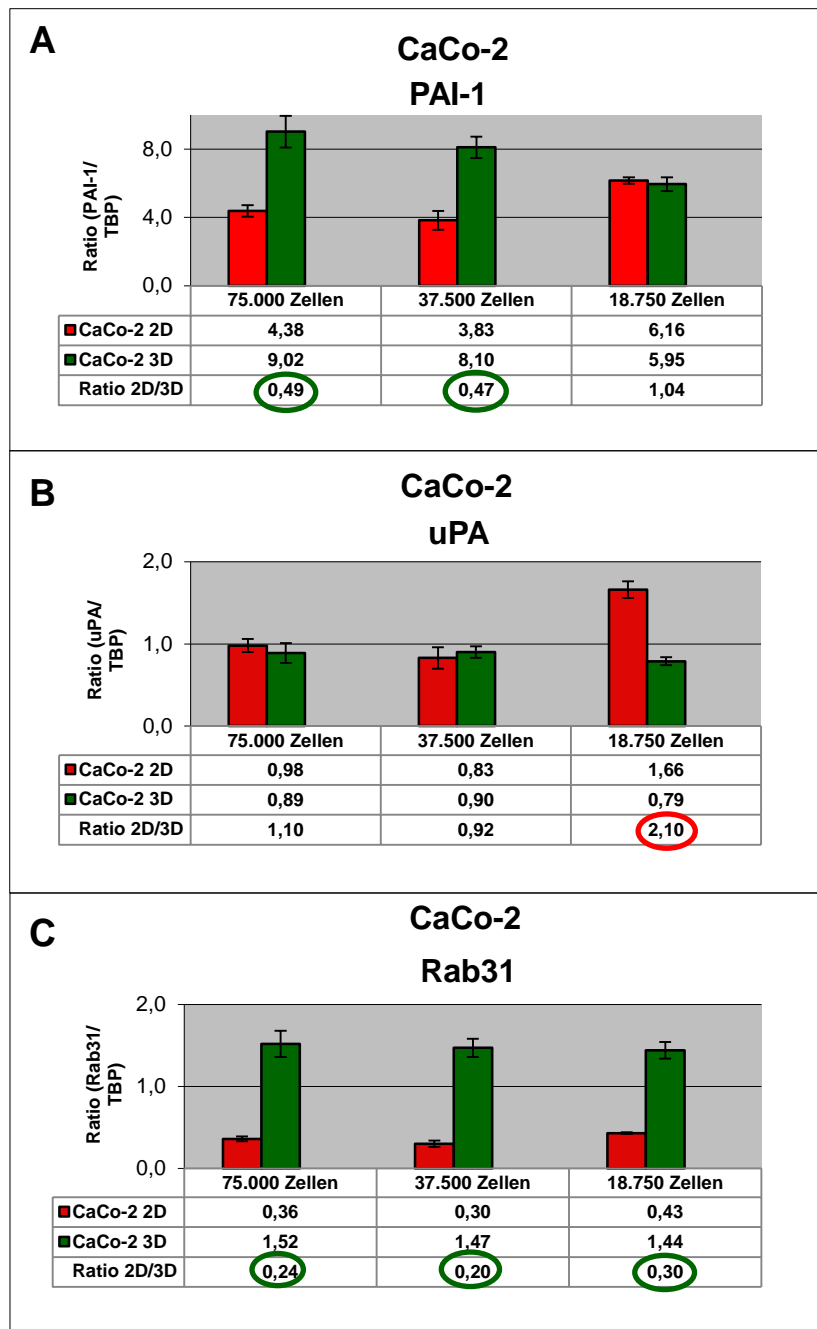 A
CaCo-2
PAI-1
Ratio (PAI-1/
TBP)
8,0
4,0
0,0
75.000 Zellen 37.500 Zellen 18.750 Zellen
CaCo-2 2D 4,38 3,83 6,16
CaCo-2 3D 9,02 8,10 5,95
Ratio 2D/3D 0,49 0,47 1,04
B
CaCo-2
uPA
Ratio (uPA/
TBP)
2,0
1,0
0,0
75.000 Zellen 37.500 Zellen 18.750 Zellen
CaCo-2 2D 0,98 0,83 1,66
CaCo-2 3D 0,89 0,90 0,79
Ratio 2D/3D 1,10 0,92 2,10
C
CaCo-2
Rab31
Ratio (Rab31/
TBP)
2,0
1,0
0,0
75.000 Zellen 37.500 Zellen 18.750 Zellen
CaCo-2 2D 0,36 0,30 0,43
CaCo-2 3D 1,52 1,47 1,44
Ratio 2D/3D 0,24 0,20 0,30